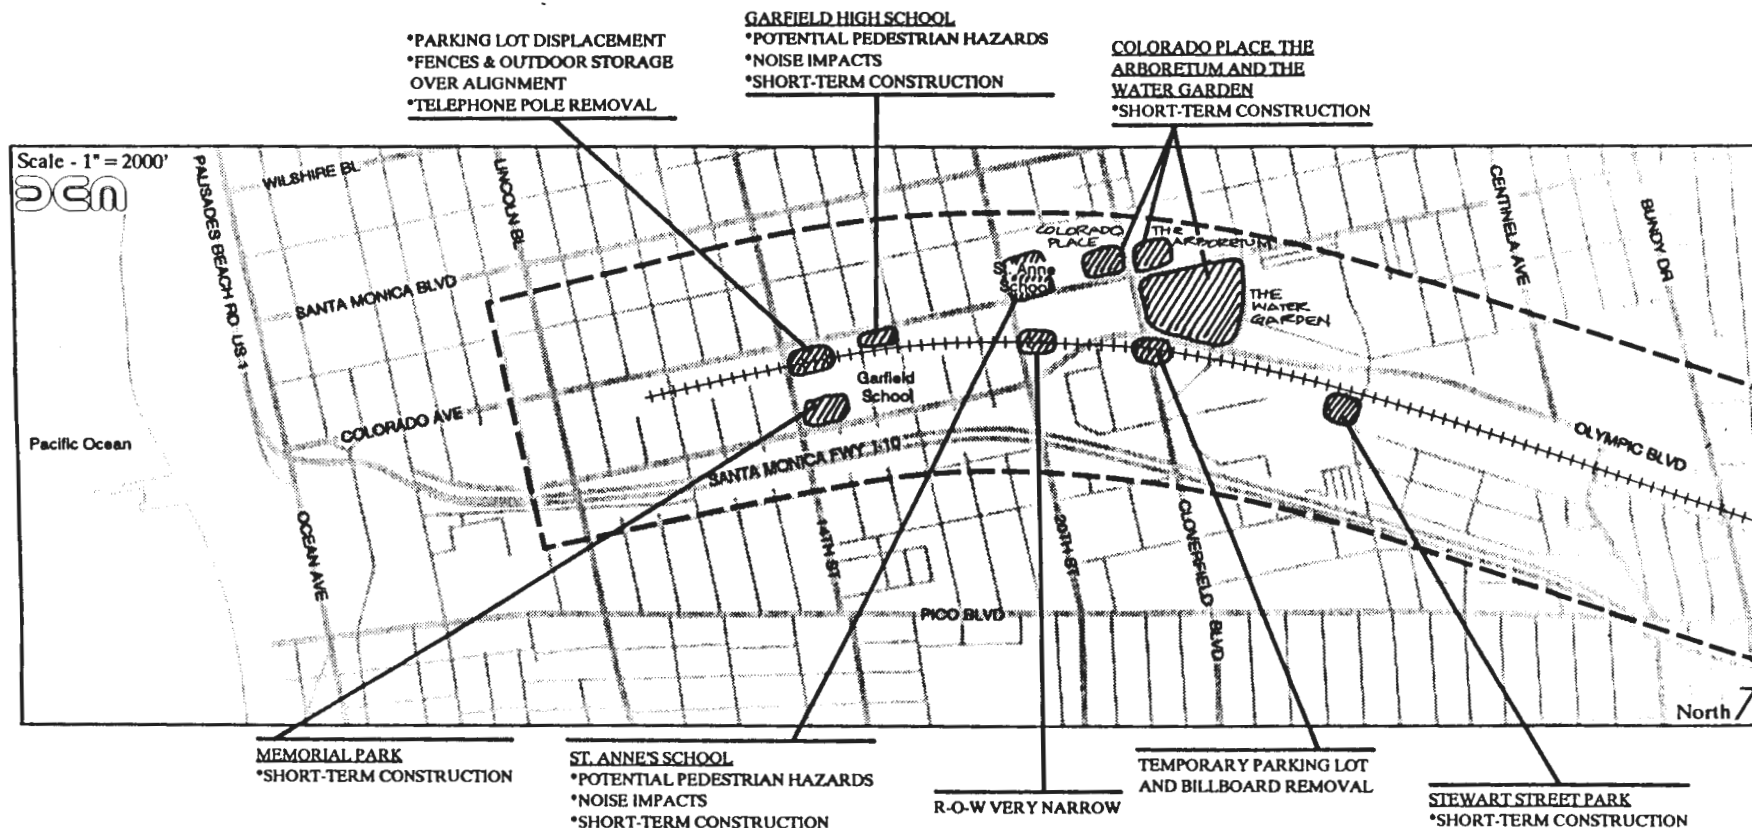 *PARKING LOT DISPLACEMENT
*FENCES & OUTDOOR STORAGE
OVER ALIGNMENT
*TELEPHONE POLE REMOVAL
GARFIELD HIGH SCHOOL
*POTENTIAL PEDESTRIAN HAZARDS
*NOISE IMPACTS
*SHORT-TERM CONSTRUCTION
COLORADO PLACE, THE
ARBORETUM AND THE
WATER GARDEN
*SHORT-TERM CONSTRUCTION
Scale - 1" = 2000'
PALISADES BEACH RD US 1
WILSHIRE BL
LINCOLN BL
SANTA MONICA BLVD
COLORADO
PLACE
THE
ARBORETUM
St. Anne
School
THE
WATER
GARDEN
CENTINELA AVE
BUNDY DR
Garfield
School
COLORADO AVE
Pacific Ocean
SANTA MONICA FWY I-10
OLYMPIC BLVD
OCEAN AVE
14TH ST
20TH ST
CLOVERFIELD BLVD
PICO BLVD
North
MEMORIAL PARK
*SHORT-TERM CONSTRUCTION
ST. ANNE'S SCHOOL
*POTENTIAL PEDESTRIAN HAZARDS
*NOISE IMPACTS
*SHORT-TERM CONSTRUCTION
R-O-W VERY NARROW
TEMPORARY PARKING LOT
AND BILLBOARD REMOVAL
STEWART STREET PARK
*SHORT-TERM CONSTRUCTION